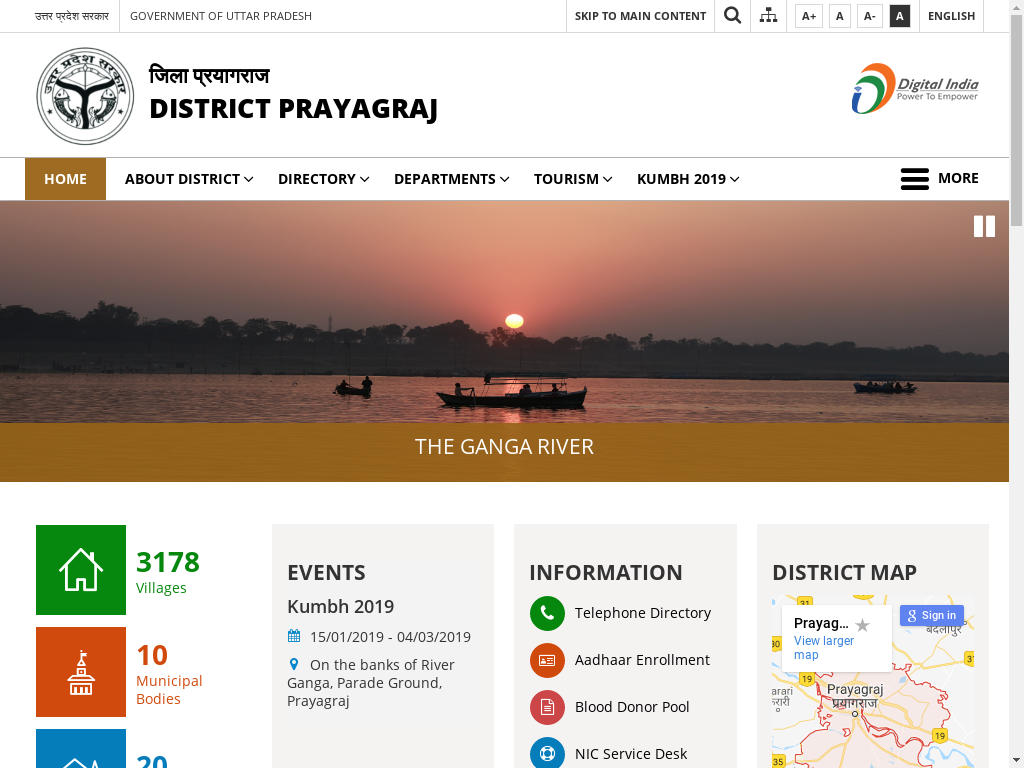 उत्तर प्रदेश सरकार
GOVERNMENT OF UTTAR PRADESH
SKIP TO MAIN CONTENT
A+
A
A-
A
ENGLISH
उत्तर प्रदेश सरकार
जिला प्रयागराज
DISTRICT PRAYAGRAJ
Digital India
Power To Empower
HOME
ABOUT DISTRICT
DIRECTORY
DEPARTMENTS
TOURISM
KUMBH 2019
MORE
THE GANGA RIVER
3178
Villages
10
Municipal
Bodies
20
EVENTS
Kumbh 2019
15/01/2019 - 04/03/2019
On the banks of River
Ganga, Parade Ground,
Prayagraj
INFORMATION
Telephone Directory
Aadhaar Enrollment
Blood Donor Pool
NIC Service Desk
DISTRICT MAP
31
Prayag...
View larger
map
Sign in
बदलापुर
30
19
31
arari
Prayagraj
प्रयागराज
19
35